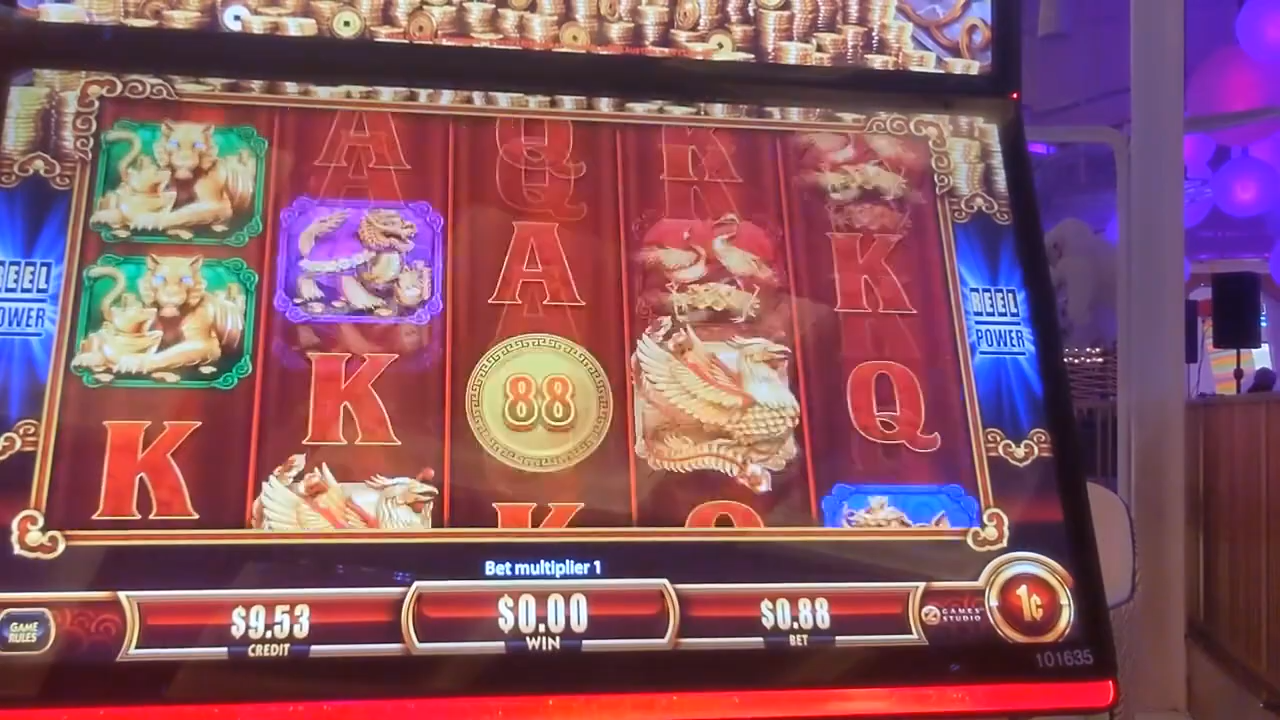 A Q K
A Q K
A K
REEL POWER
REEL POWER
K 88 Q
K
K Q
Bet multiplier 1
GAME RULES
$9.53
CREDIT
$0.00
WIN
$0.88
BET
GAMES STUDIO
1¢
101635